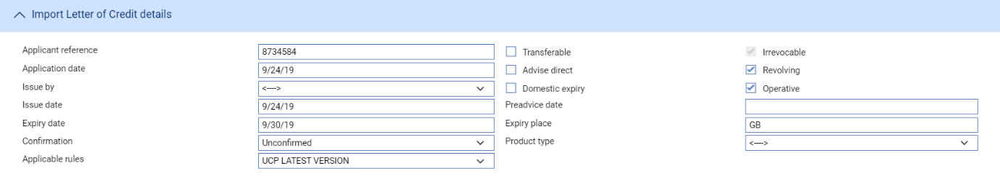 Import Letter of Credit details
Applicant reference 8734584 Transferable Irrevocable
Application date 9/24/19 Advise direct Revolving
Issue by <----> Domestic expiry Operative
Issue date 9/24/19 Preadvice date
Expiry date 9/30/19 Expiry place GB
Confirmation Unconfirmed Product type <---->
Applicable rules UCP LATEST VERSION